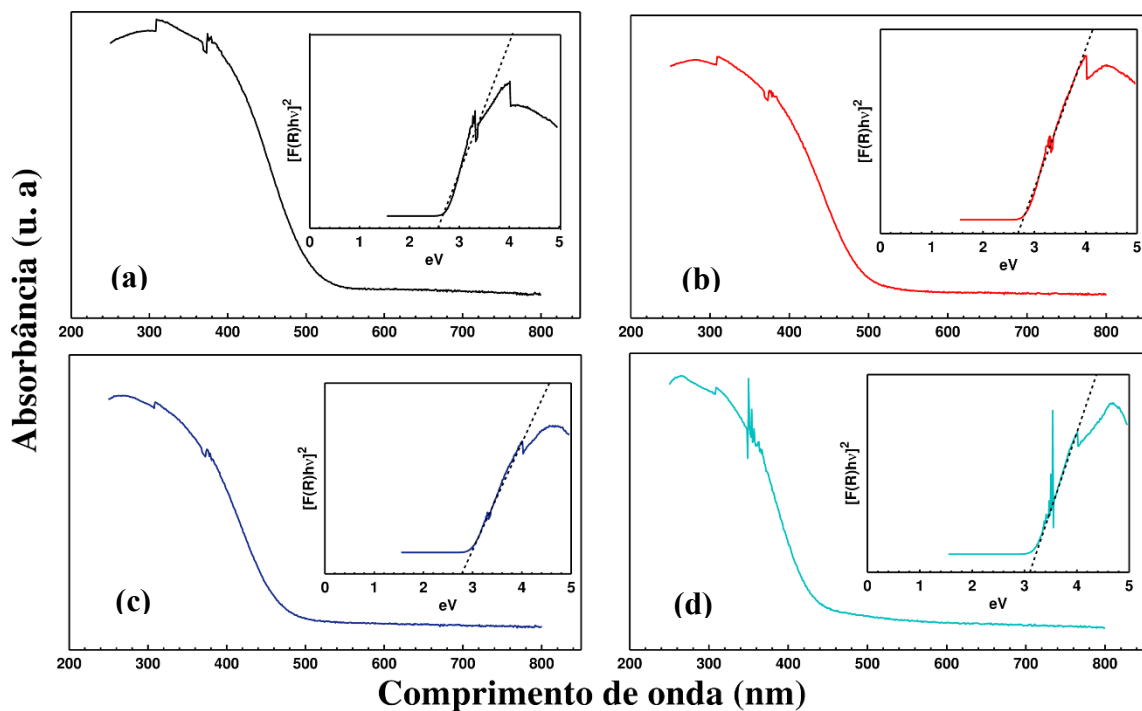 Absorbância (u. a)
(a)
200 300 400 500 600 700 800
[F(R)hν]²
0 1 2 3 4 5
eV
(b)
200 300 400 500 600 700 800
[F(R)hν]²
0 1 2 3 4 5
eV
(c)
200 300 400 500 600 700 800
[F(R)hν]²
0 1 2 3 4 5
eV
(d)
200 300 400 500 600 700 800
[F(R)hν]²
0 1 2 3 4 5
eV
Comprimento de onda (nm)